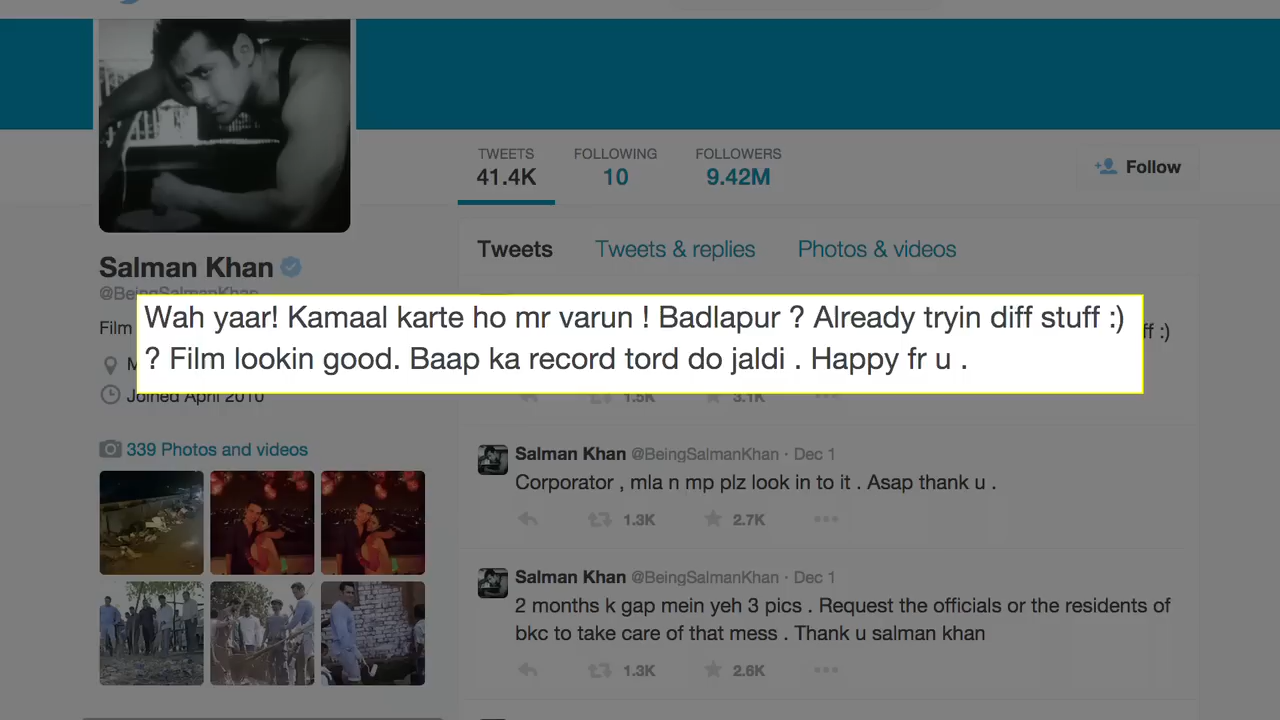 TWEETS FOLLOWING FOLLOWERS
41.4K 10 9.42M
Follow
Tweets Tweets & replies Photos & videos
Salman Khan
@BeingSalmanKhan
Film
Wah yaar! Kamaal karte ho mr varun ! Badlapur ? Already tryin diff stuff :)
? Film lookin good. Baap ka record tord do jaldi . Happy fr u .
ff :)
Joined April 2010
1.5K 3.1K
339 Photos and videos
Salman Khan @BeingSalmanKhan · Dec 1
Corporator , mla n mp plz look in to it . Asap thank u .
1.3K 2.7K
Salman Khan @BeingSalmanKhan · Dec 1
2 months k gap mein yeh 3 pics . Request the officials or the residents of
bkc to take care of that mess . Thank u salman khan
1.3K 2.6K